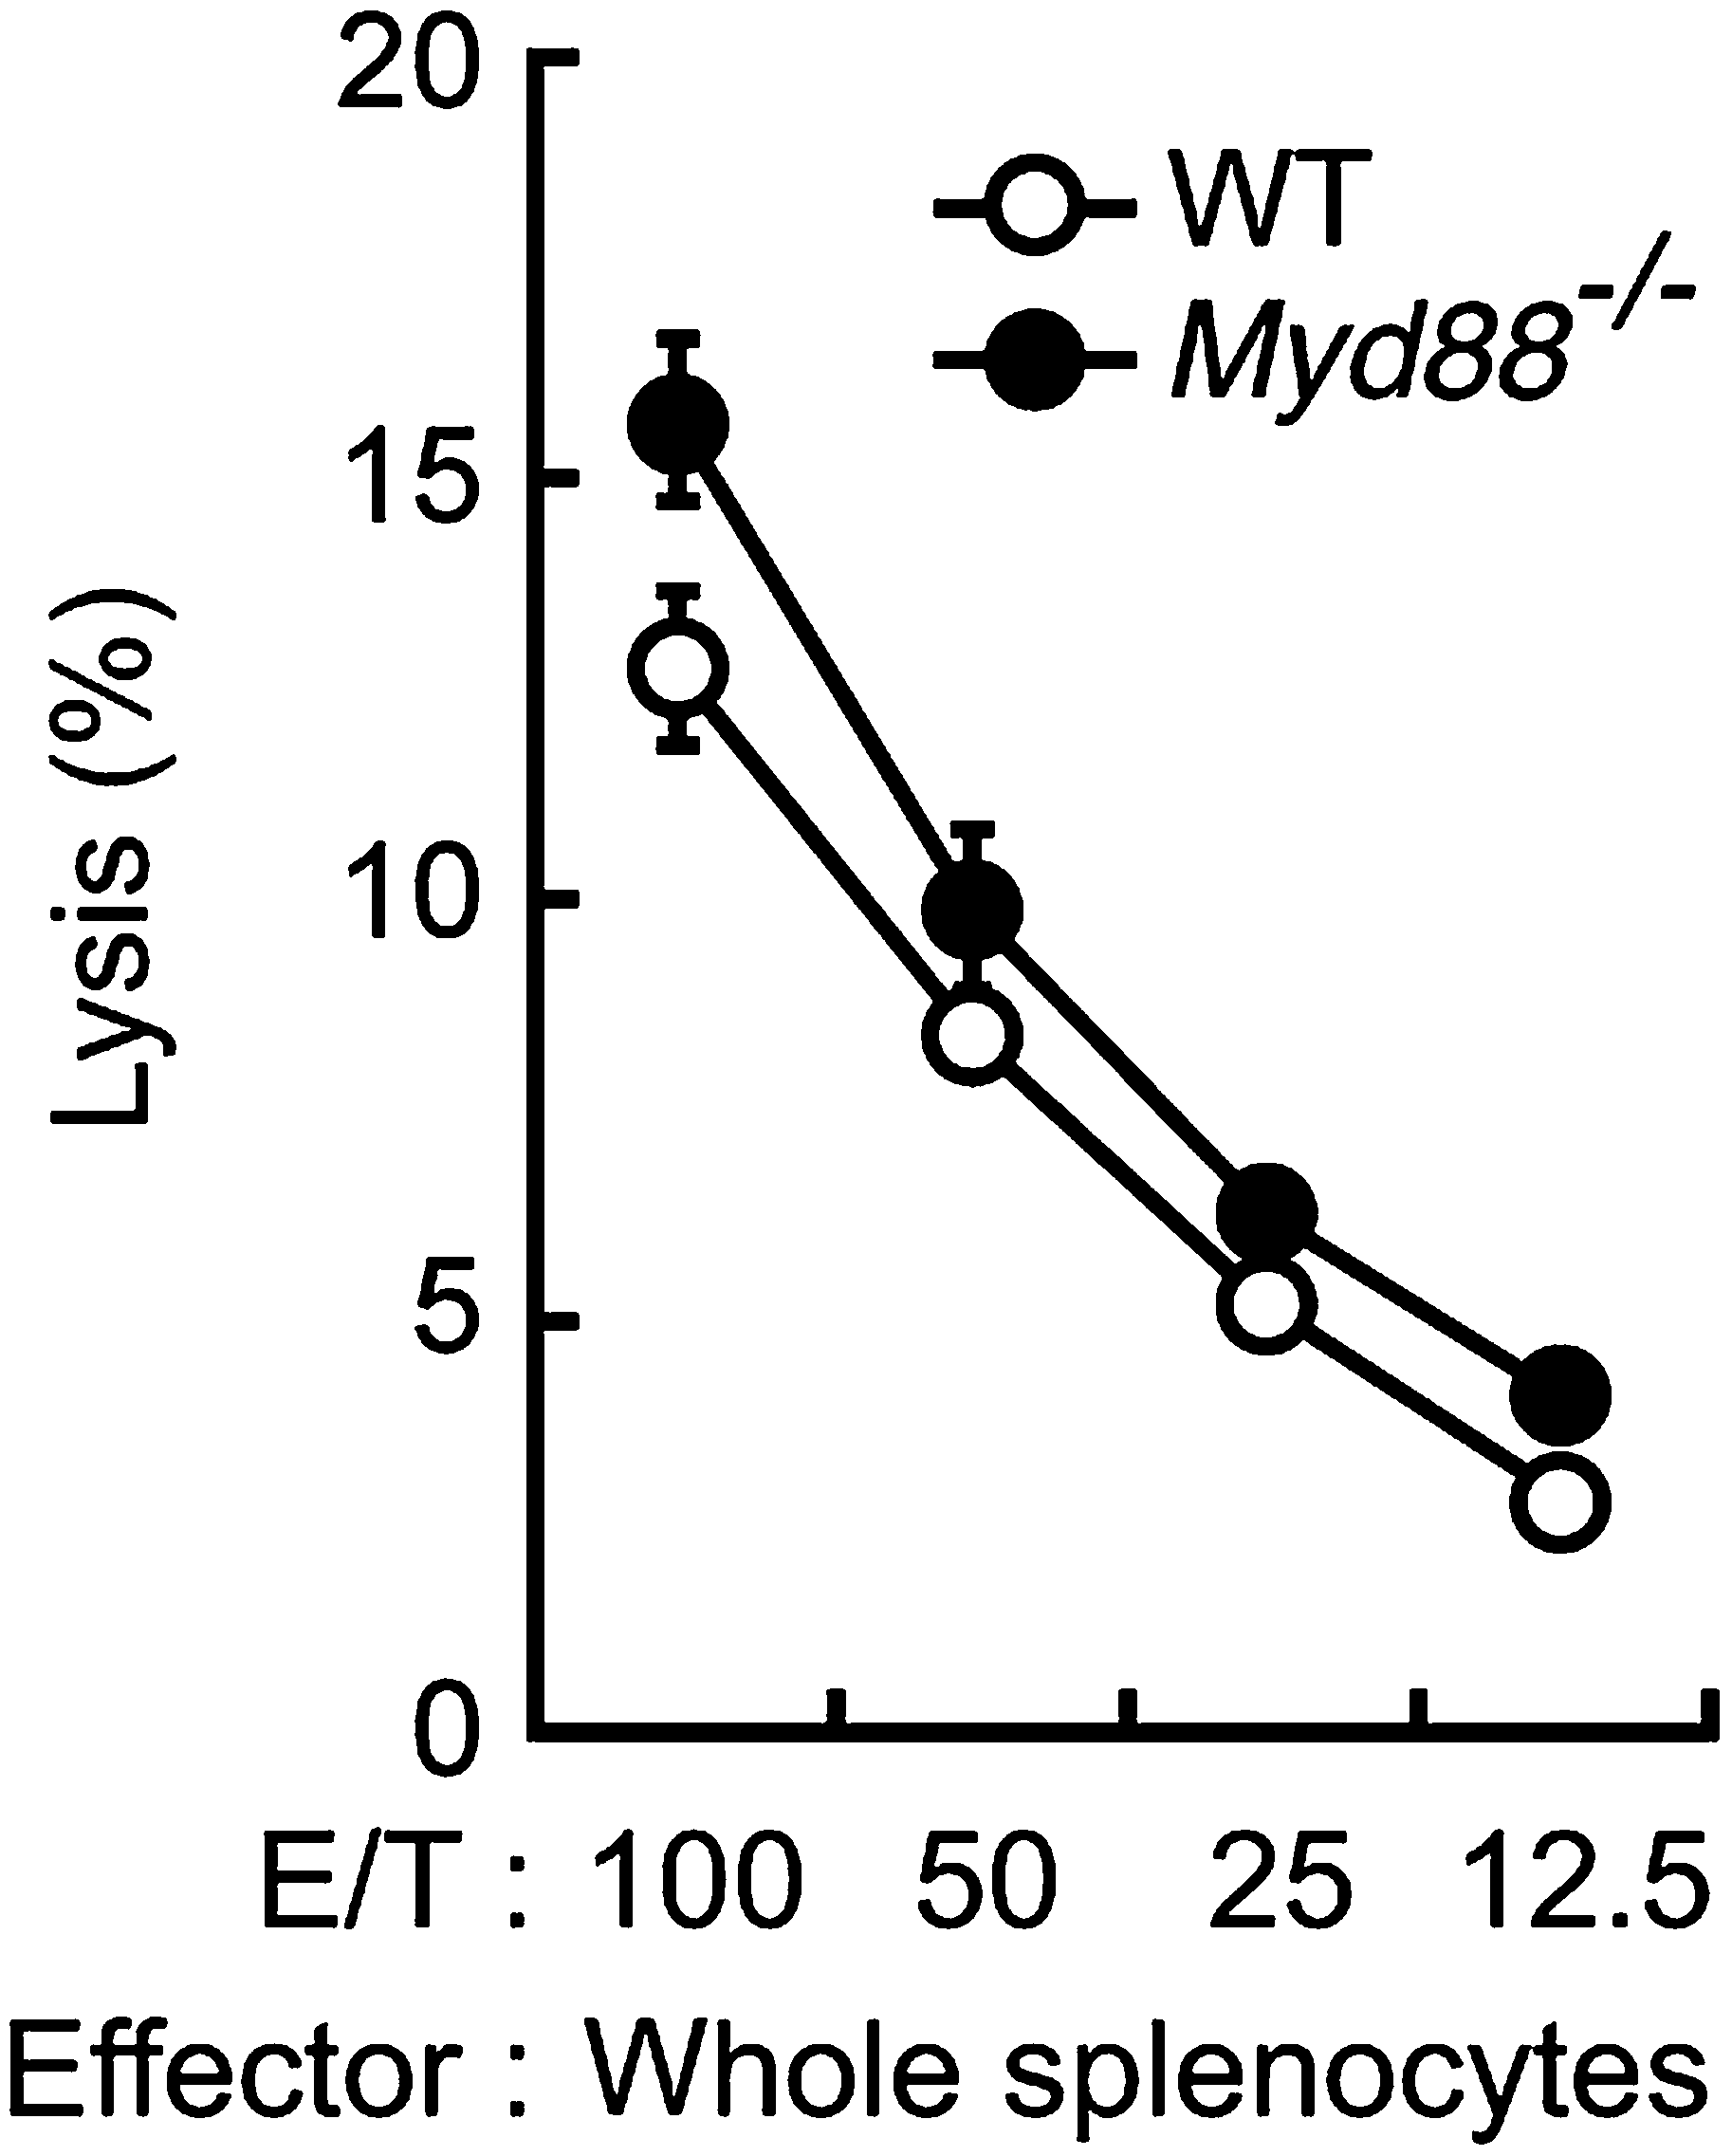 20
WT
Myd88-/-
15
10
5
0
Lysis (%)
E/T : 100 50 25 12.5
Effector : Whole splenocytes